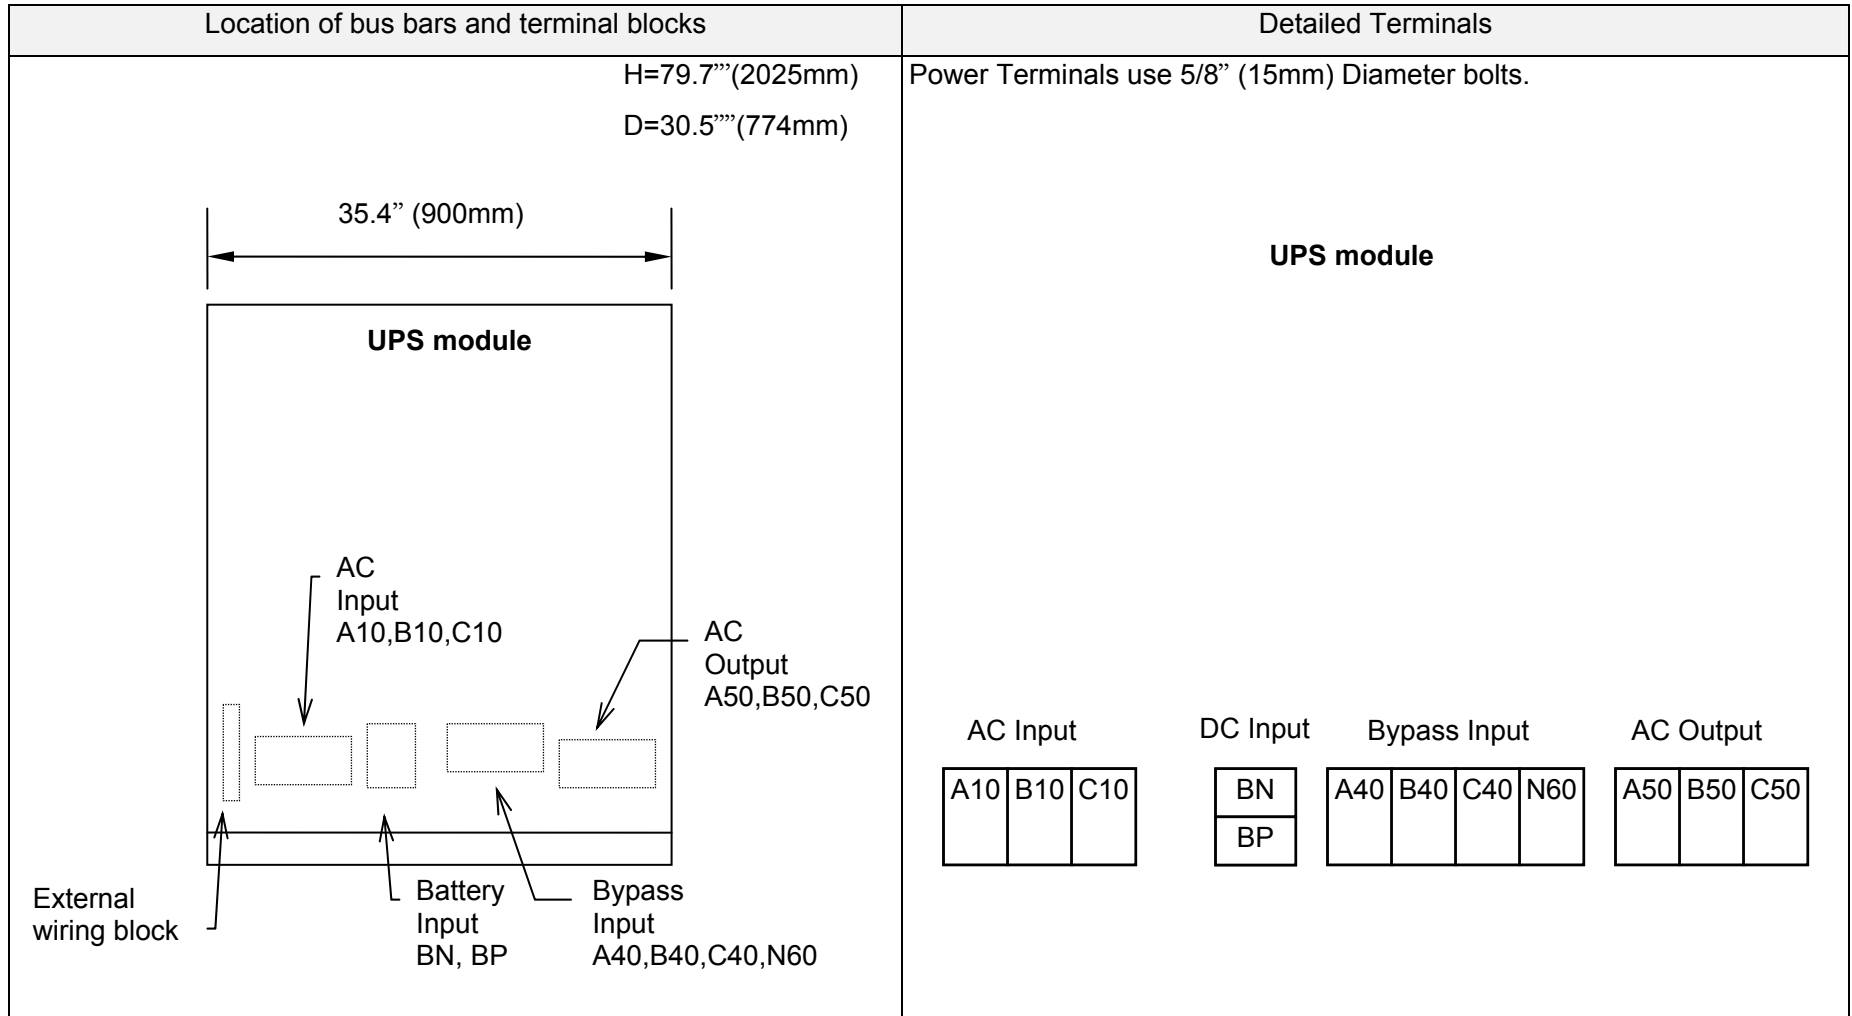 Location of bus bars and terminal blocks
Detailed Terminals
H=79.7”’(2025mm)
D=30.5””(774mm)
35.4” (900mm)
UPS module
AC
Input
A10,B10,C10
AC
Output
A50,B50,C50
External
wiring block
Battery
Input
BN, BP
Bypass
Input
A40,B40,C40,N60
Power Terminals use 5/8” (15mm) Diameter bolts.
UPS module
AC Input
DC Input
Bypass Input
AC Output
A10 B10 C10
BN
BP
A40 B40 C40 N60
A50 B50 C50